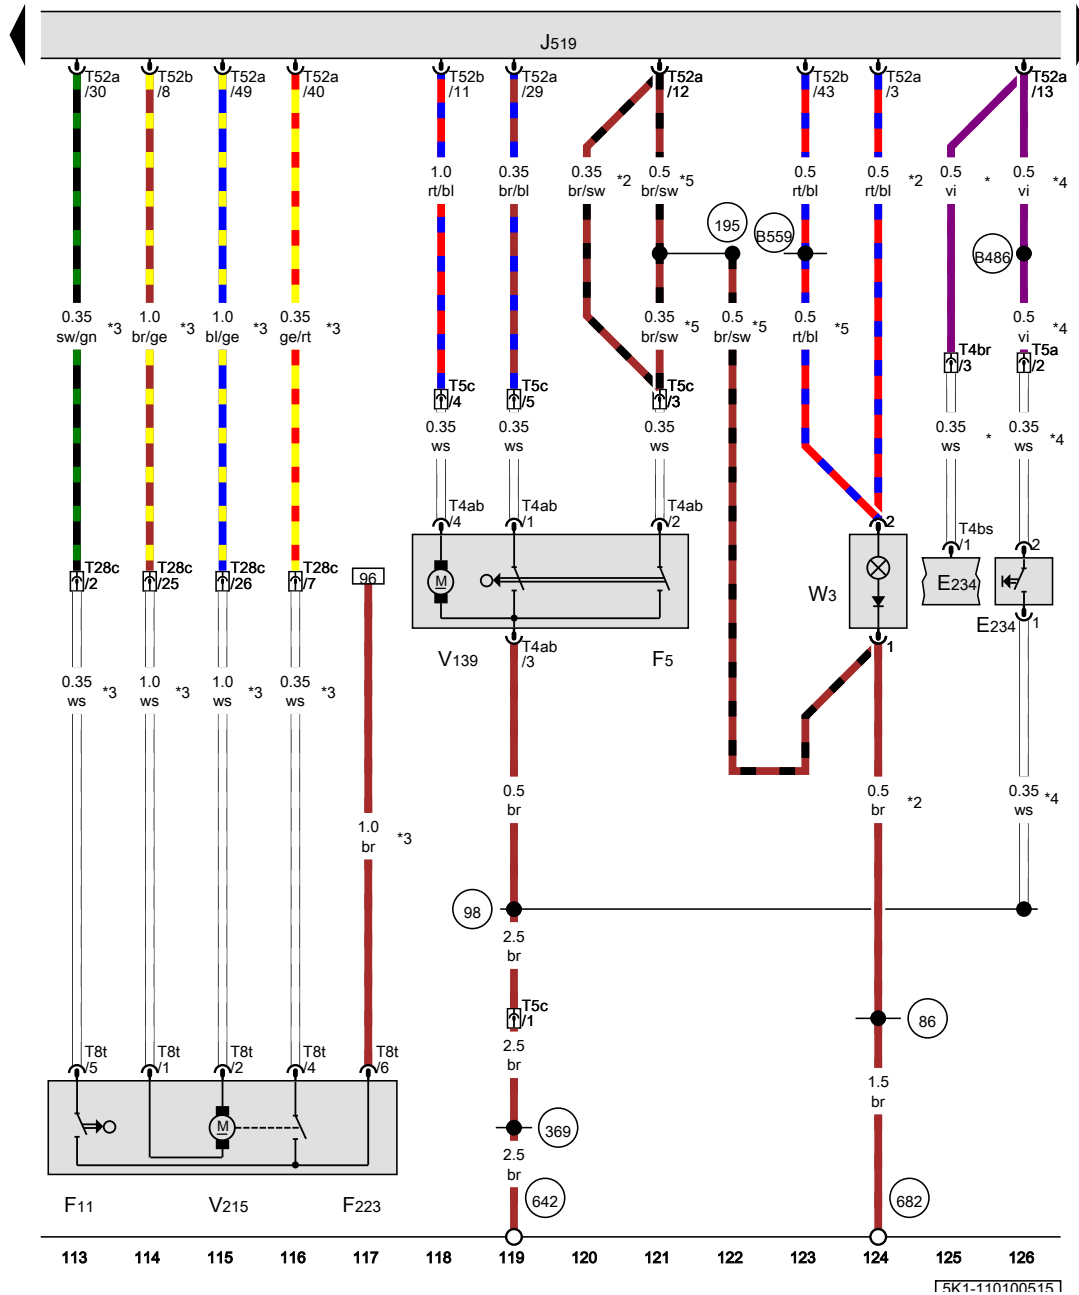 J519
T52a T52b T52a T52a T52b T52a T52a T52b T52a T52a
/30 /8 /49 /40 /11 /29 /12 /43 /3 /13
1.0 0.35 0.35 *2 0.5 *5 0.5 0.5 *2 0.5 * 0.5 *4
rt/bl br/bl br/sw br/sw rt/bl rt/bl vi vi
195 B559
B486
0.35 *3 1.0 *3 1.0 *3 0.35 *3 0.35 *5 0.5 *5 0.5 *5 0.5 *4
sw/gn br/ge bl/ge ge/rt br/sw br/sw rt/bl vi
T4br T5a
/3 /2
T5c T5c T5c
/4 /5 /3
0.35 0.35 0.35 0.35 * 0.35 *4
ws ws ws ws ws
T4ab T4ab T4ab
/4 /1 /2 2
T4bs
/1 2
T28c T28c T28c T28c 96
/2 /25 /26 /7
M
W3 E234
E234 1
T4ab 1
/3
V139 F5
0.35 *3 1.0 *3 1.0 *3 0.35 *3
ws ws ws ws
0.5 0.5 *2 0.35 *4
br br ws
1.0 *3
br
98
2.5
br
T5c
/1
86
2.5
br
T8t T8t T8t T8t T8t
/5 /1 /2 /4 /6
1.5
br
M
369
2.5
br
F11 V215 F223 642 682
113 114 115 116 117 118 119 120 121 122 123 124 125 126
5K1-110100515